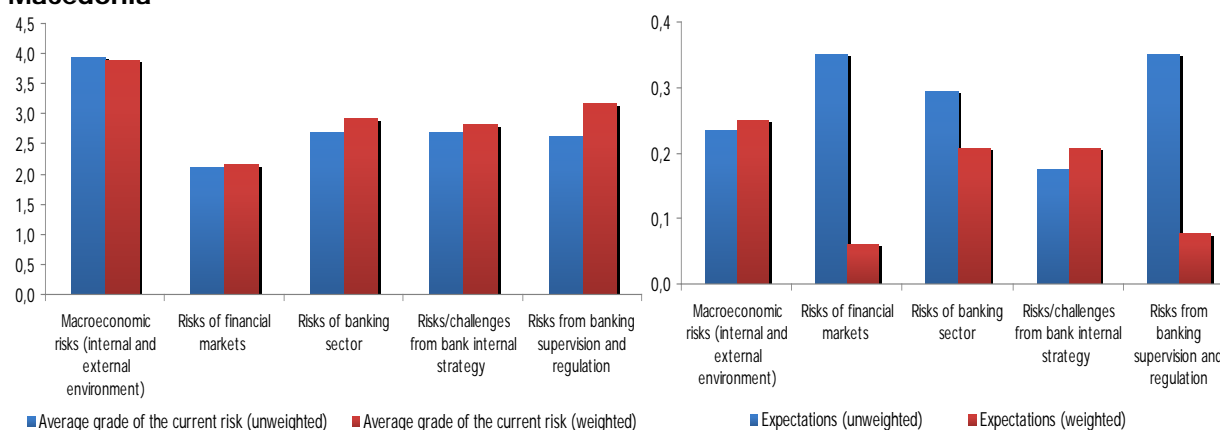 Macedonia
4,5
4,0
3,5
3,0
2,5
2,0
1,5
1,0
0,5
0,0
Macroeconomic
risks (internal and
external
environment)
Risks of financial
markets
Risks of banking
sector
Risks/challenges
from bank internal
strategy
Risks from banking
supervision and
regulation
Average grade of the current risk (unweighted)
Average grade of the current risk (weighted)
0,4
0,3
0,2
0,1
0,0
Macroeconomic
risks (internal and
external
environment)
Risks of financial
markets
Risks of banking
sector
Risks/challenges
from bank internal
strategy
Risks from
banking
supervision and
regulation
Expectations (unweighted)
Expectations (weighted)